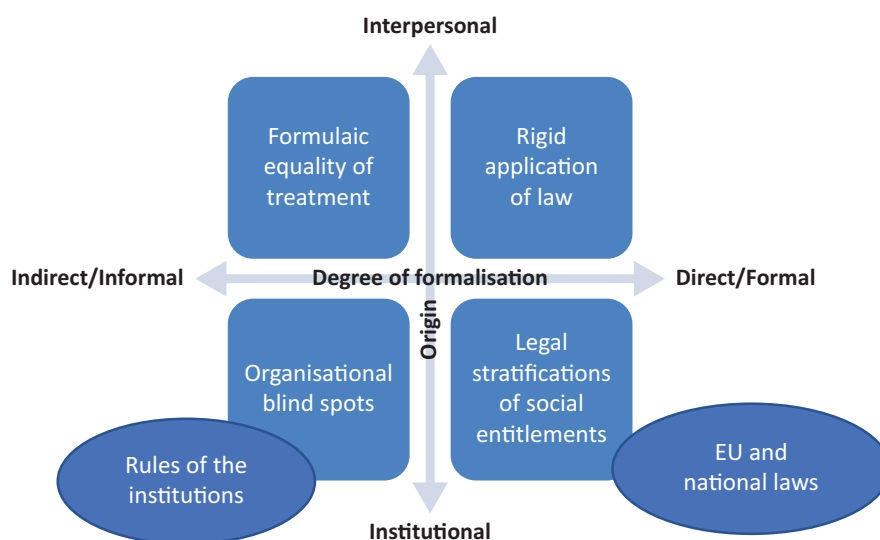 Interpersonal
Formulaic
equality of
treatment
Rigid
application
of law
Indirect/Informal
Degree of formalisation
Direct/Formal
Origin
Organisational
blind spots
Legal
stratifications
of social
entitlements
Rules of the
institutions
EU and
national laws
Institutional